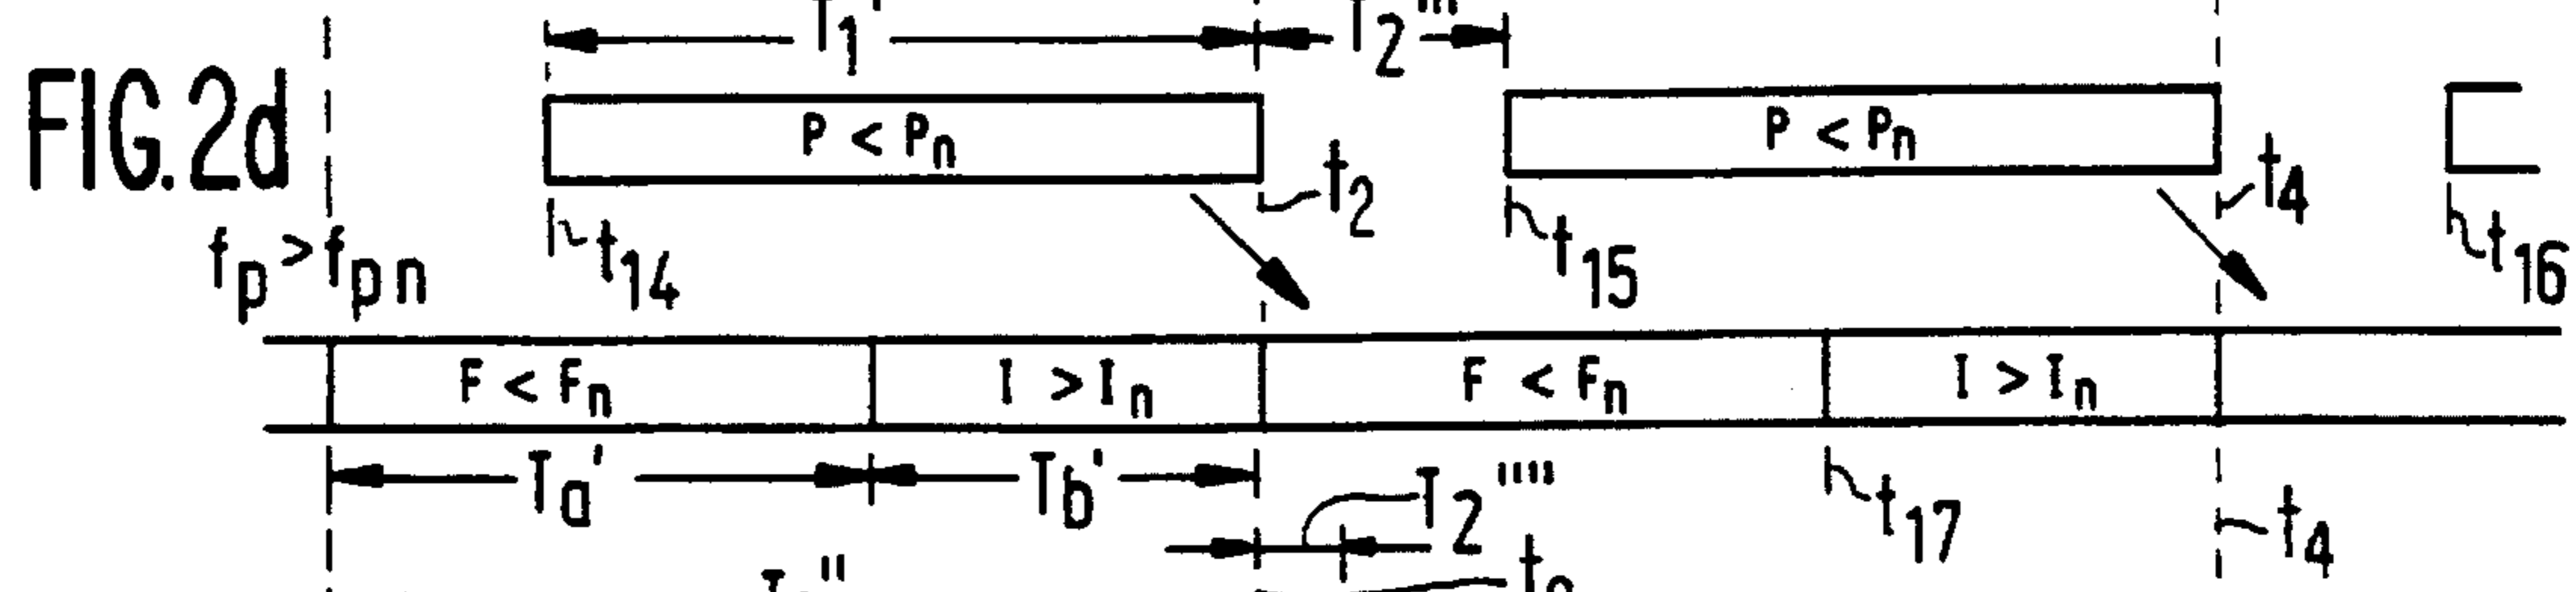 T1' T2'''
FIG.2d
P < Pn P < Pn
t2 t4
t14 t15 t16
fp > fpn
F < Fn I > In F < Fn I > In
Ta' Tb' T2'''' t17 t4